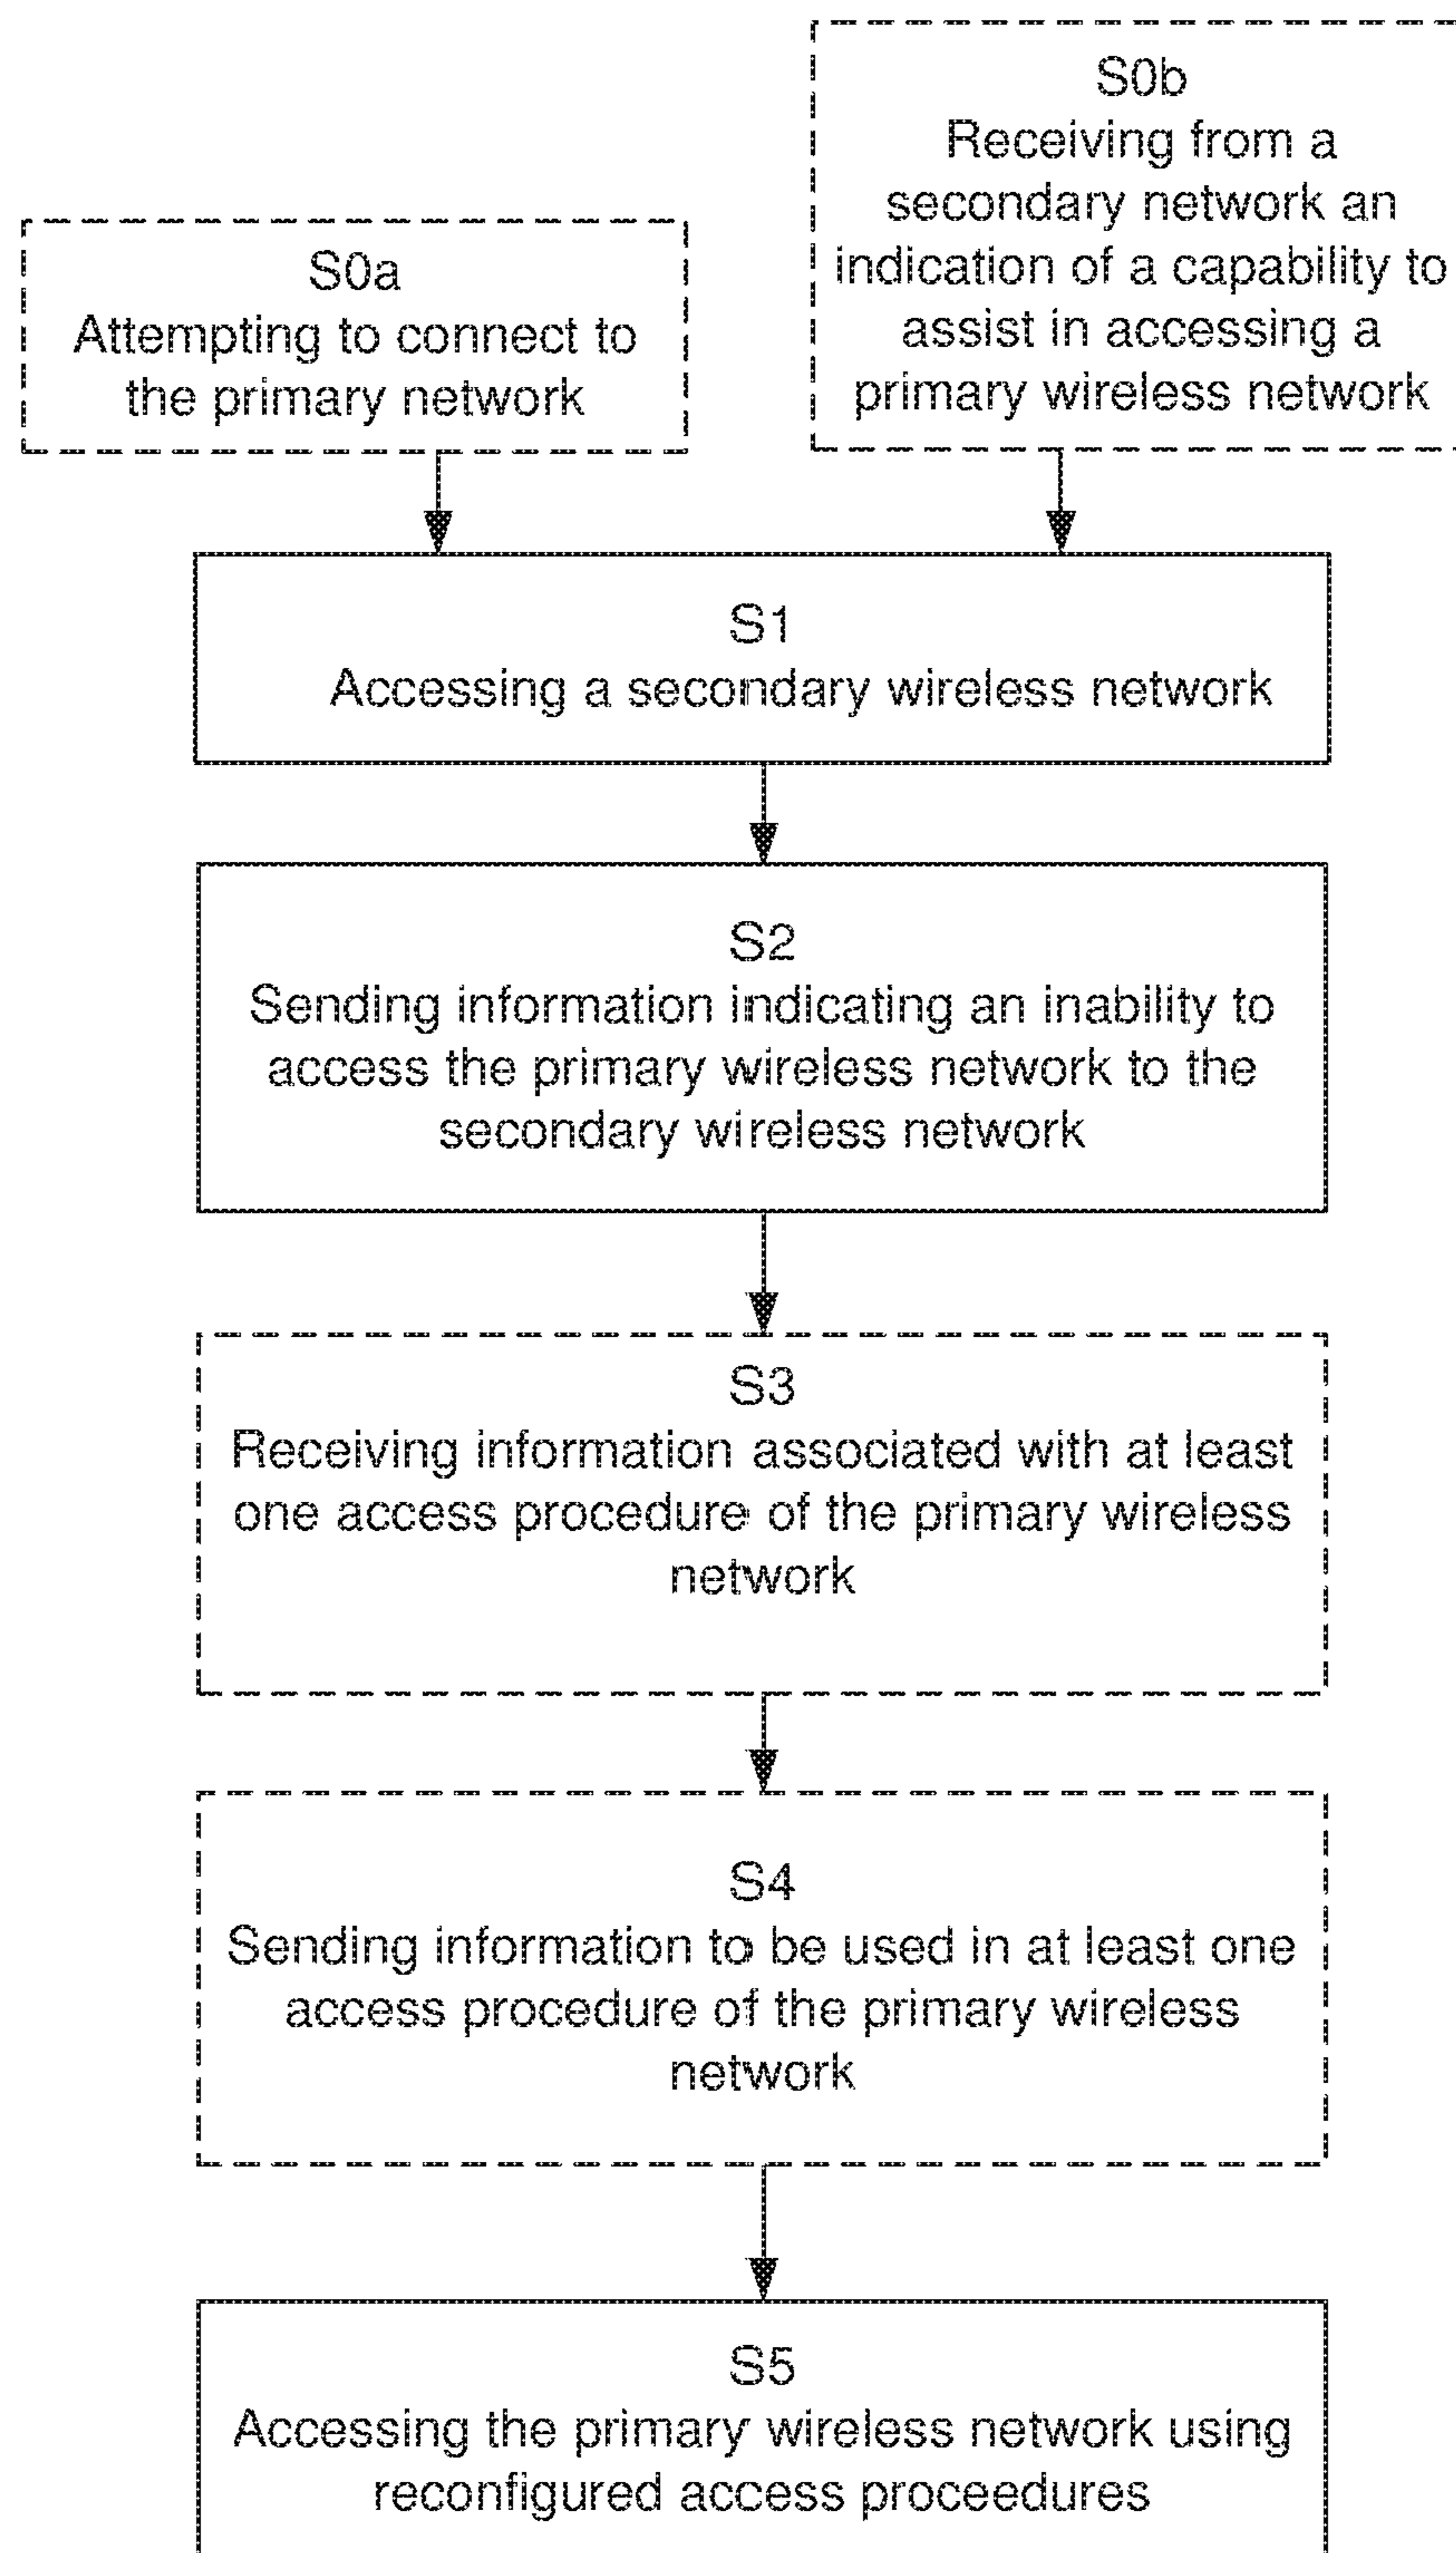 S0b
Receiving from a
secondary network an
indication of a capability to
assist in accessing a
primary wireless network
S0a
Attempting to connect to
the primary network
S1
Accessing a secondary wireless network
S2
Sending information indicating an inability to
access the primary wireless network to the
secondary wireless network
S3
Receiving information associated with at least
one access procedure of the primary wireless
network
S4
Sending information to be used in at least one
access procedure of the primary wireless
network
S5
Accessing the primary wireless network using
reconfigured access proceedures